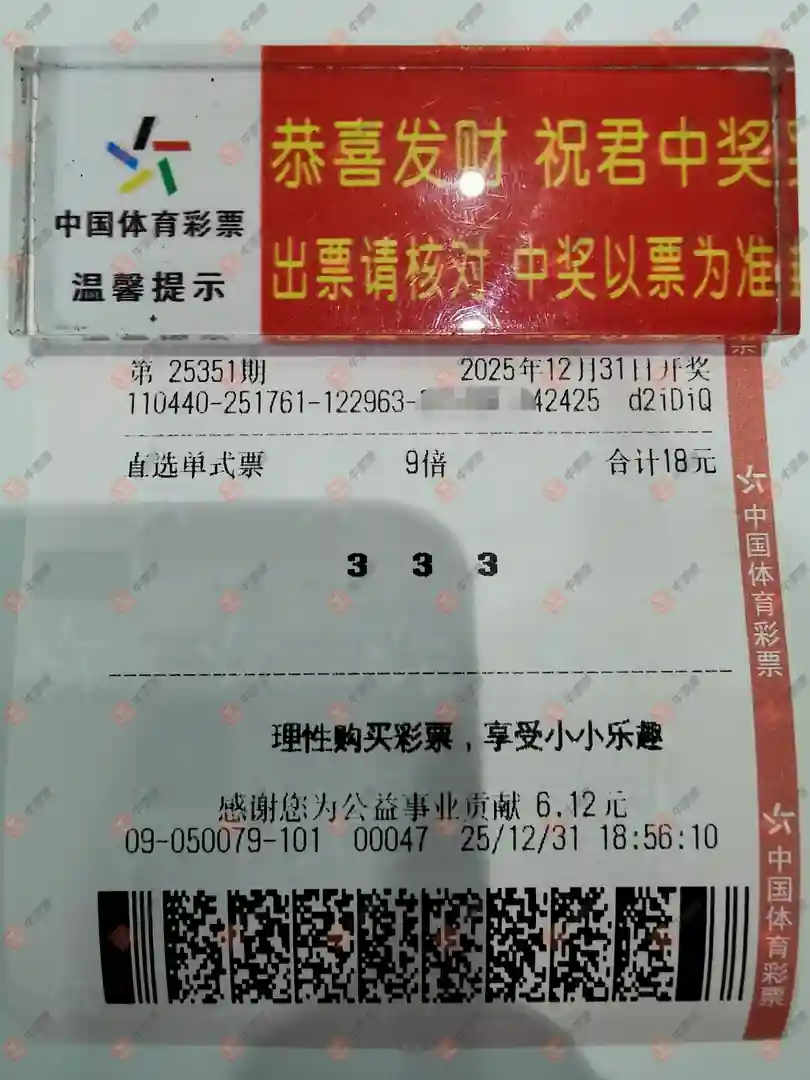 中国体育彩票
温馨提示
恭喜发财 祝君中奖
出票请核对 中奖以票为准
第 25351期 2025年12月31日开奖
110440-251761-122963- 42425 d2iDiQ
直选单式票 9倍 合计18元
3 3 3
理性购买彩票，享受小小乐趣
感谢您为公益事业贡献 6.12元
09-050079-101 00047 25/12/31 18:56:10
票
中国体育彩票
中国体育彩票